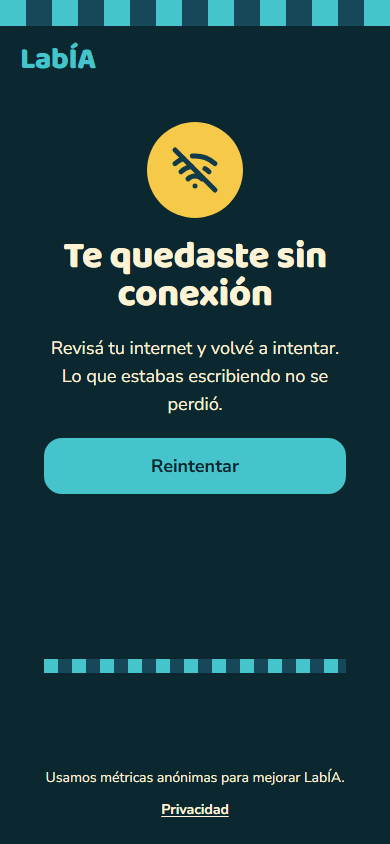 LabÍA
Te quedaste sin
conexión
Revisá tu internet y volvé a intentar.
Lo que estabas escribiendo no se
perdió.
Reintentar
Usamos métricas anónimas para mejorar LabÍA.
Privacidad